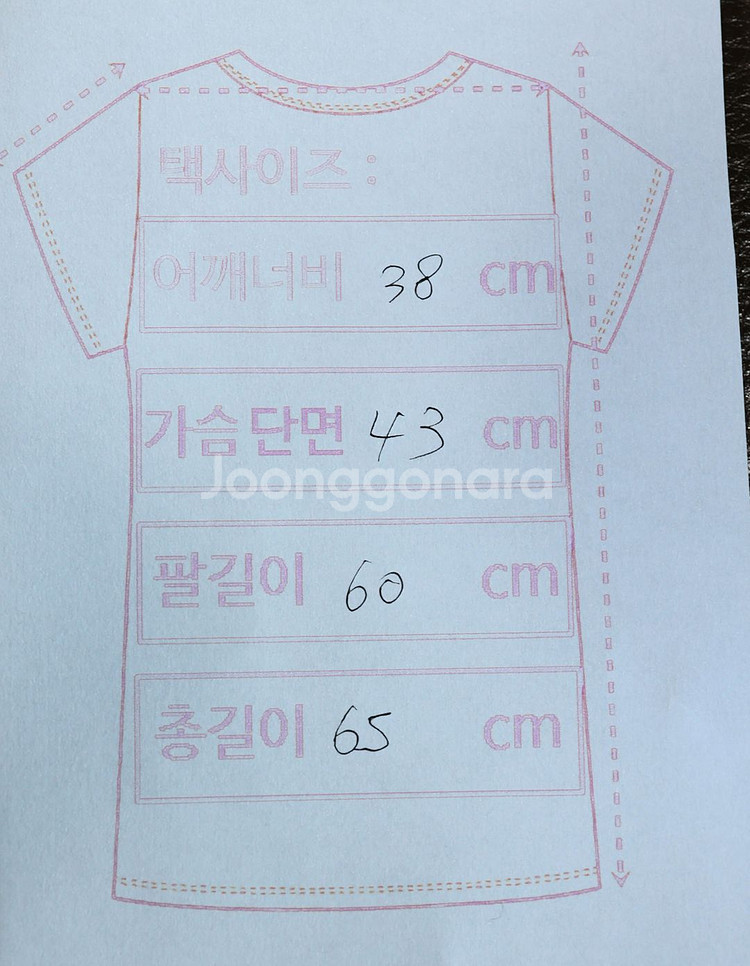 택사이즈 :
어깨너비 38 cm
가슴단면 43 cm
Joonggonara
팔길이 60 cm
총길이 65 cm